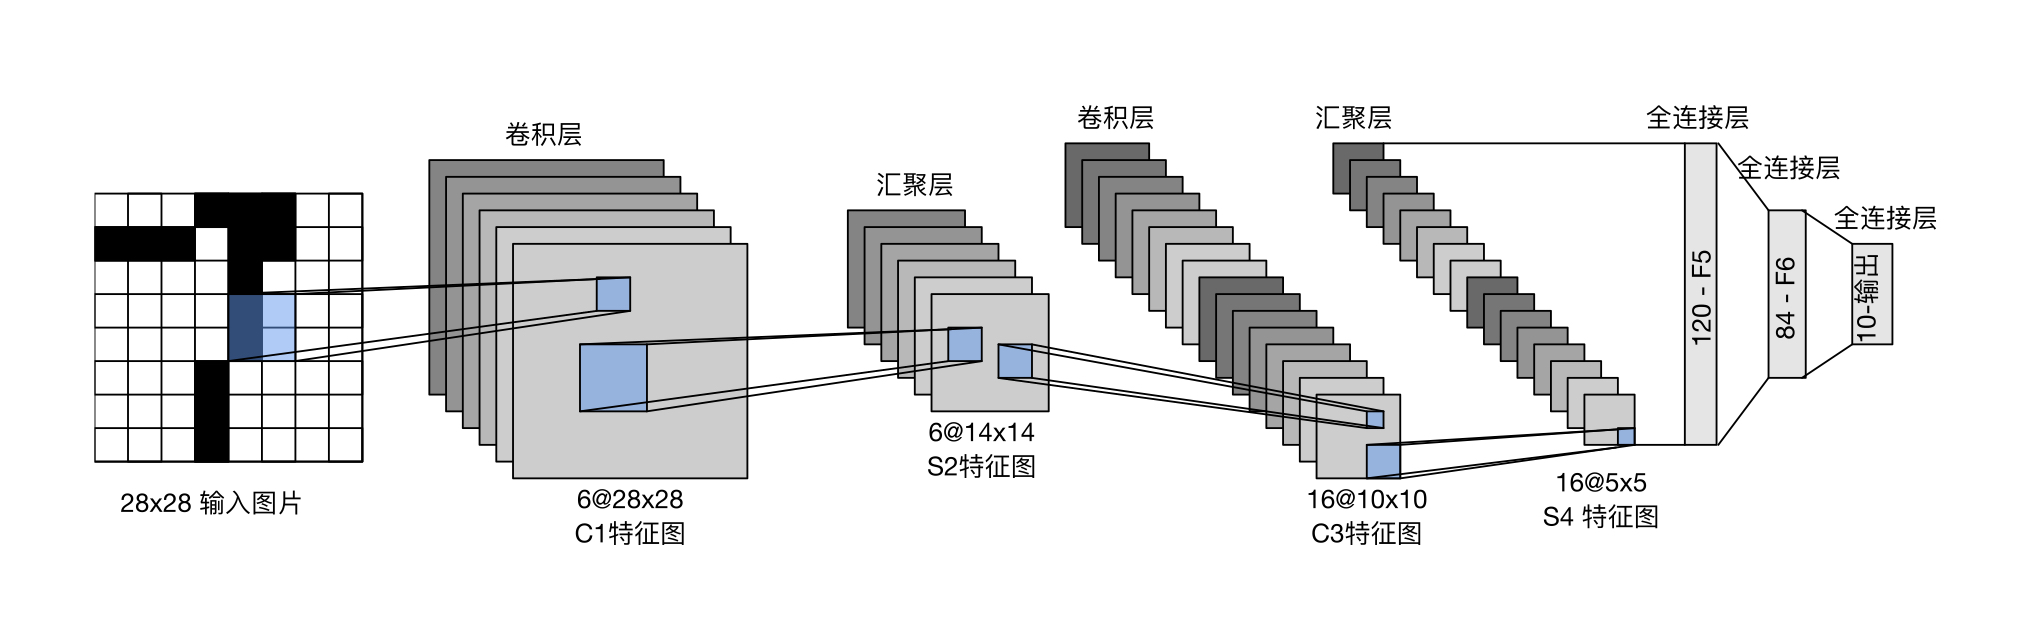 28x28 输入图片
卷积层
6@28x28
C1特征图
汇聚层
6@14x14
S2特征图
卷积层
16@10x10
C3特征图
汇聚层
16@5x5
S4 特征图
全连接层
120 - F5
全连接层
84 - F6
全连接层
10-输出